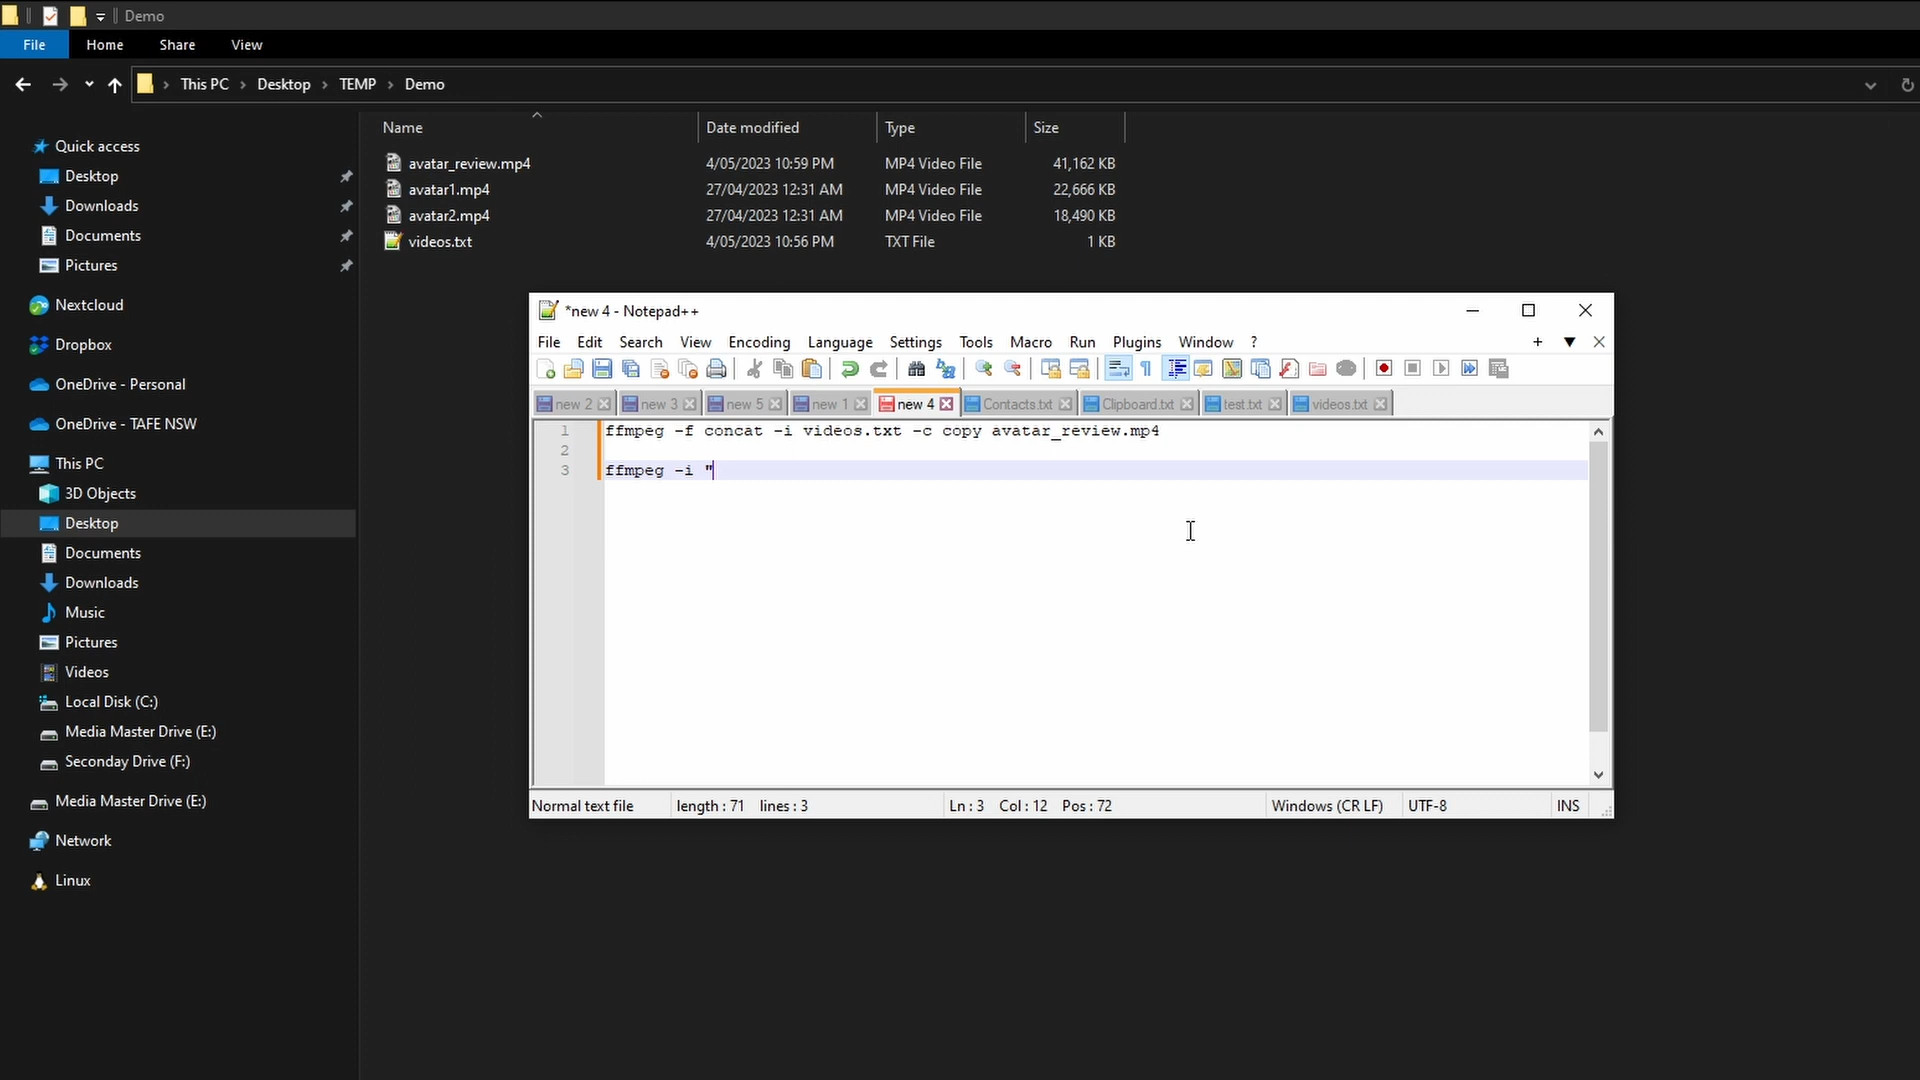 Demo
File Home Share View
This PC Desktop TEMP Demo
Name Date modified Type Size
avatar_review.mp4 4/05/2023 10:59 PM MP4 Video File 41,162 KB
avatar1.mp4 27/04/2023 12:31 AM MP4 Video File 22,666 KB
avatar2.mp4 27/04/2023 12:31 AM MP4 Video File 18,490 KB
videos.txt 4/05/2023 10:56 PM TXT File 1 KB
Quick access
Desktop
Downloads
Documents
Pictures
Nextcloud
Dropbox
OneDrive - Personal
OneDrive - TAFE NSW
This PC
3D Objects
Desktop
Documents
Downloads
Music
Pictures
Videos
Local Disk (C:)
Media Master Drive (E:)
Seconday Drive (F:)
Media Master Drive (E:)
Network
Linux
*new 4 - Notepad++
File Edit Search View Encoding Language Settings Tools Macro Run Plugins Window ?
new 2 new 3 new 5 new 1 new 4 Contacts.txt Clipboard.txt test.txt videos.txt
1 ffmpeg -f concat -i videos.txt -c copy avatar_review.mp4
2
3 ffmpeg -i "
Normal text file length : 71 lines : 3 Ln : 3 Col : 12 Pos : 72 Windows (CR LF) UTF-8 INS